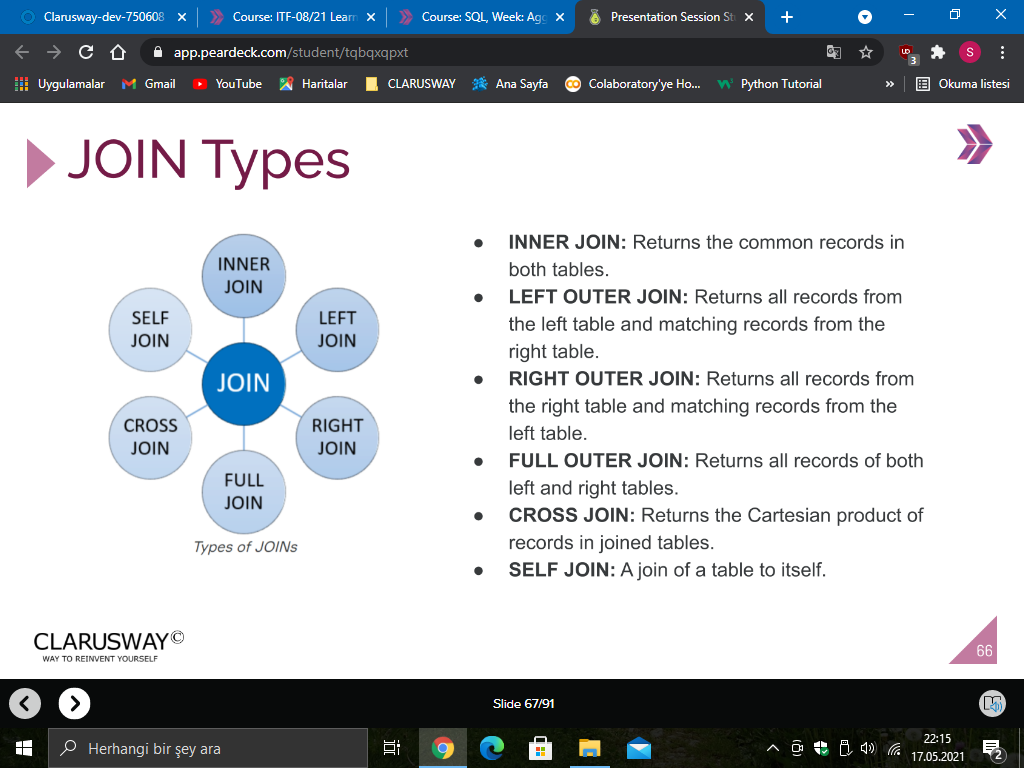 Clarusway-dev-750608
Course: ITF-08/21 Learn
Course: SQL, Week: Agg
Presentation Session St
app.peardeck.com/student/tqbqxqpxt
UD
3
S
Uygulamalar
Gmail
YouTube
Haritalar
CLARUSWAY
Ana Sayfa
Colaboratory'ye Ho...
Python Tutorial
»
Okuma listesi
JOIN Types
INNER
JOIN
SELF
JOIN
LEFT
JOIN
JOIN
CROSS
JOIN
RIGHT
JOIN
FULL
JOIN
Types of JOINs
● INNER JOIN: Returns the common records in
both tables.
● LEFT OUTER JOIN: Returns all records from
the left table and matching records from the
right table.
● RIGHT OUTER JOIN: Returns all records from
the right table and matching records from the
left table.
● FULL OUTER JOIN: Returns all records of both
left and right tables.
● CROSS JOIN: Returns the Cartesian product of
records in joined tables.
● SELF JOIN: A join of a table to itself.
CLARUSWAY©
WAY TO REINVENT YOURSELF
66
Slide 67/91
Herhangi bir şey ara
22:15
17.05.2021
2